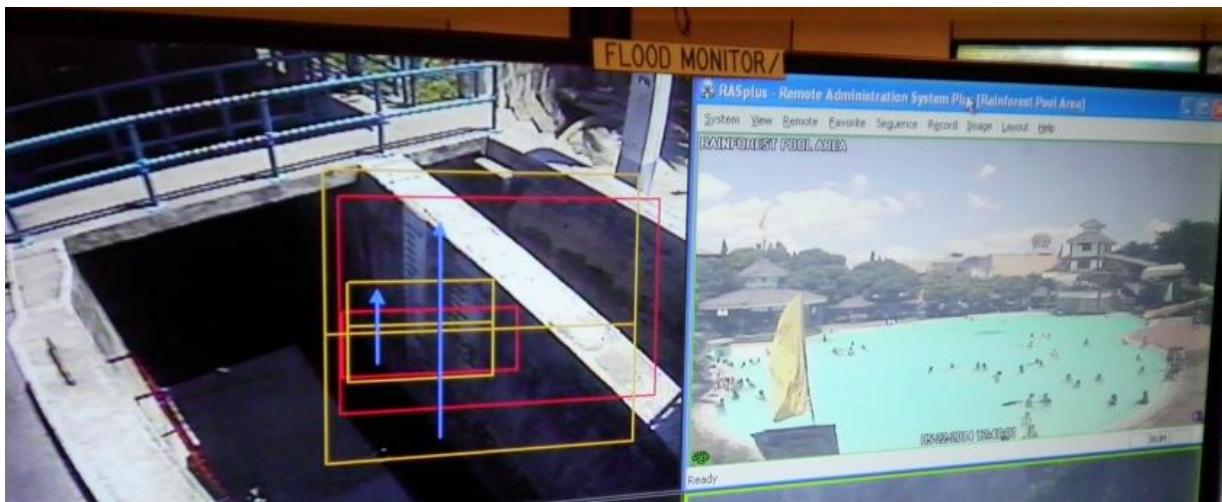 FLOOD MONITOR/
RASplus - Remote Administration System Plus [Rainforest Pool Area]
System View Remote Favorite Sequence Record Image Layout Help
RAINFOREST POOL AREA
Ready